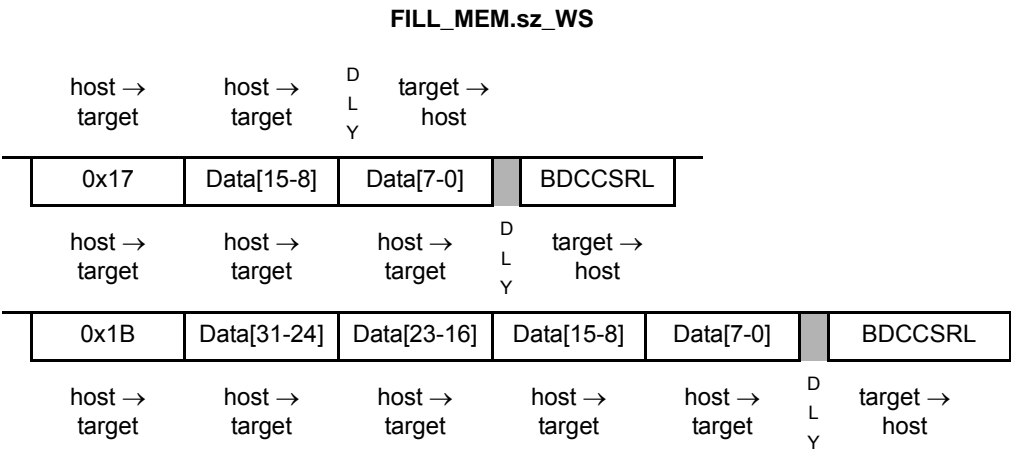 FILL_MEM.sz_WS
host → host → D target →
target target L host
Y
0x17 Data[15-8] Data[7-0] BDCCSRL
host → host → host → D target →
target target target L host
Y
0x1B Data[31-24] Data[23-16] Data[15-8] Data[7-0] BDCCSRL
host → host → host → host → host → D target →
target target target target target L host
Y